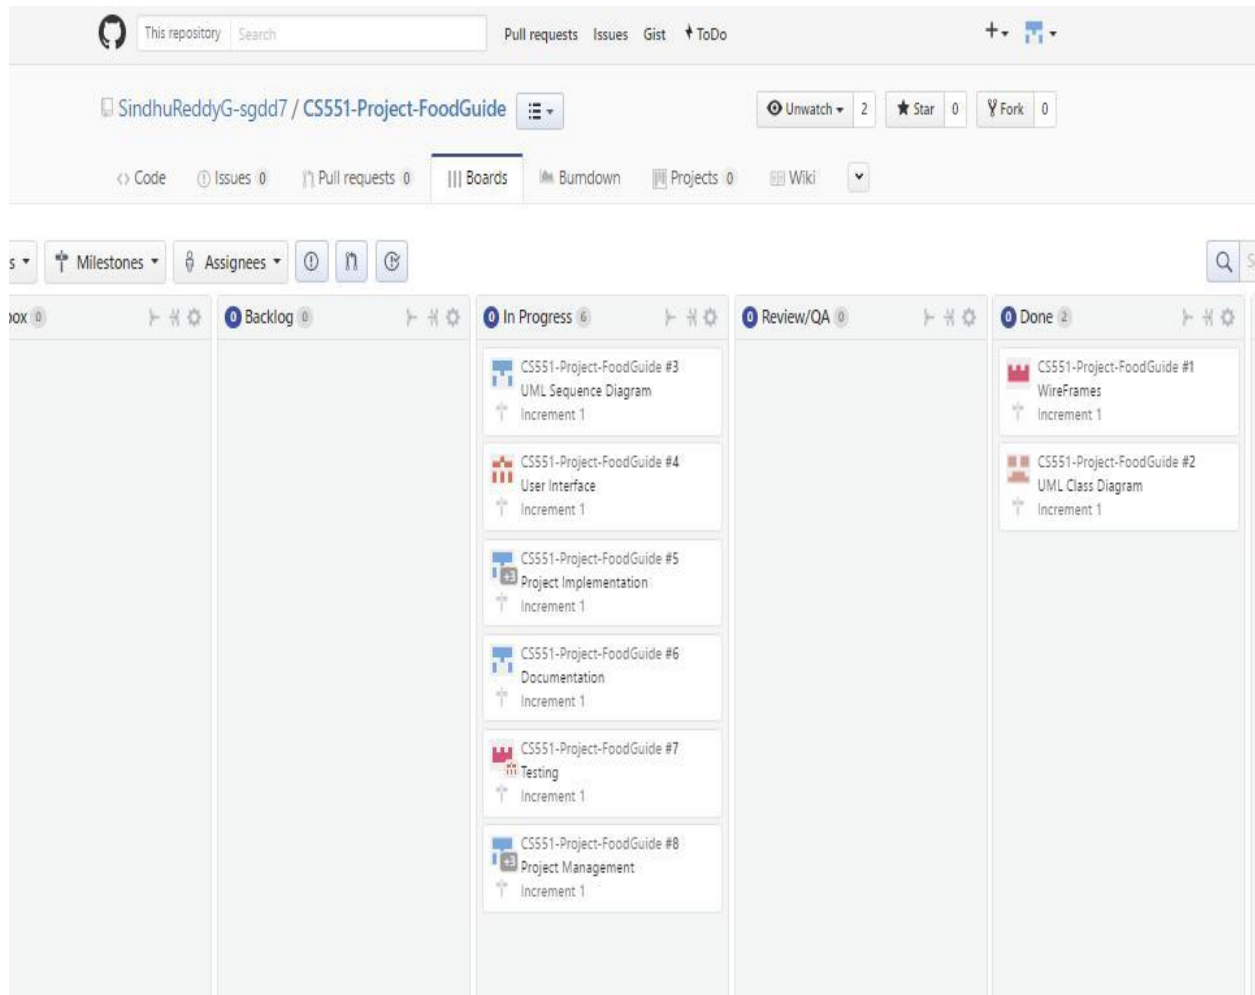 This repository Search Pull requests Issues Gist ToDo
SindhuReddyG-sgdd7 / CS551-Project-FoodGuide Unwatch 2 Star 0 Fork 0
Code Issues 0 Pull requests 0 Boards Burndown Projects 0 Wiki
s Milestones Assignees S
box 0 0 Backlog 0 0 In Progress 6 0 Review/QA 0 0 Done 2
CS551-Project-FoodGuide #3
UML Sequence Diagram
Increment 1
CS551-Project-FoodGuide #4
User Interface
Increment 1
CS551-Project-FoodGuide #5
+3 Project Implementation
Increment 1
CS551-Project-FoodGuide #6
Documentation
Increment 1
CS551-Project-FoodGuide #7
Testing
Increment 1
CS551-Project-FoodGuide #8
+3 Project Management
Increment 1
CS551-Project-FoodGuide #1
WireFrames
Increment 1
CS551-Project-FoodGuide #2
UML Class Diagram
Increment 1